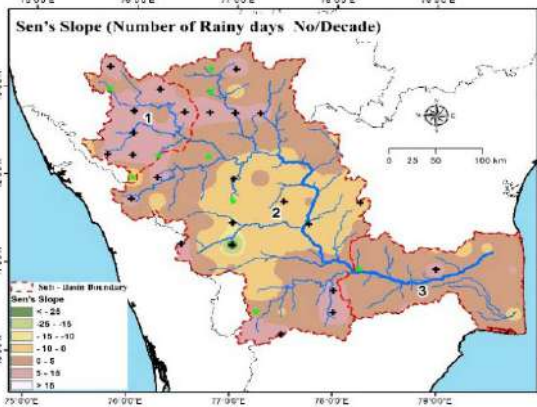 Sen's Slope (Number of Rainy days No/Decade)
1
N
0 25 50 100 km
2
3
Sub - Basin Boundary
Sen's Slope
< - 25
-25 - -15
- 10 - 0
0 - 5
5 - 15
> 15
75°0'0"
76°0'0"
77°0'0"
78°0'0"
79°0'0"